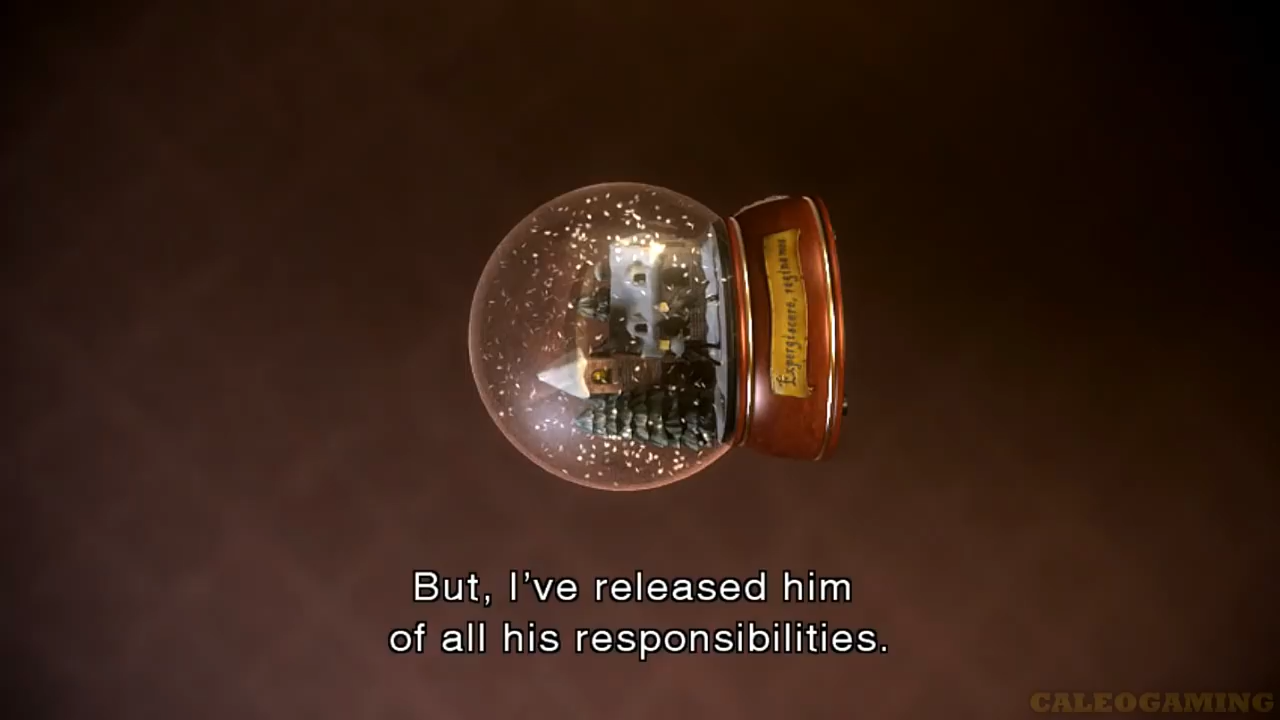 Expergiscere, regina mea
But, I've released him
of all his responsibilities.
CALEOGAMING